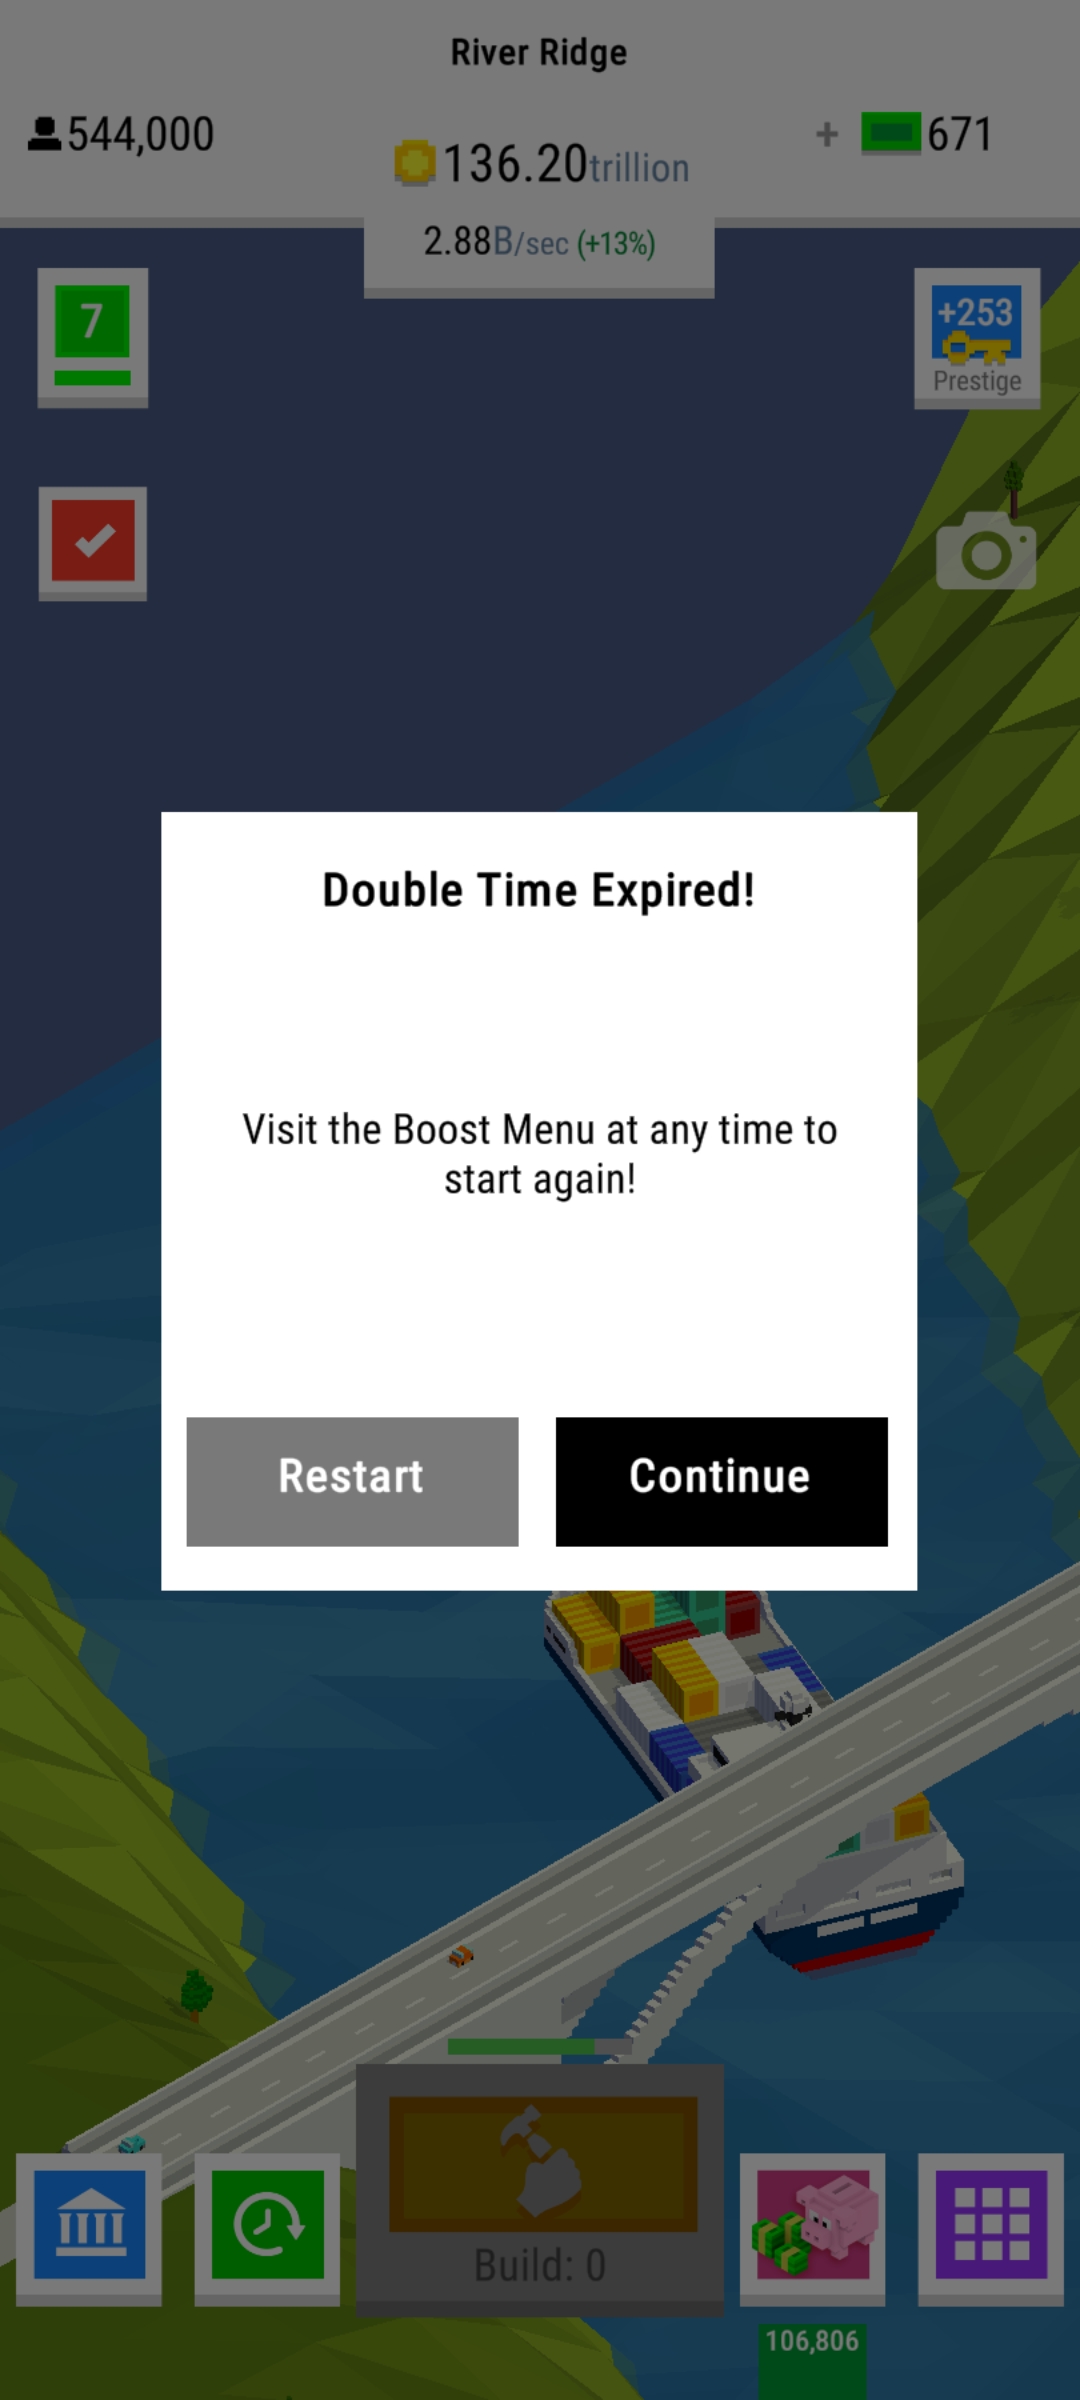 River Ridge
544,000
136.20trillion
+ 671
2.88B/sec (+13%)
7
+253
Prestige
Double Time Expired!
Visit the Boost Menu at any time to
start again!
Restart
Continue
Build: 0
106,806